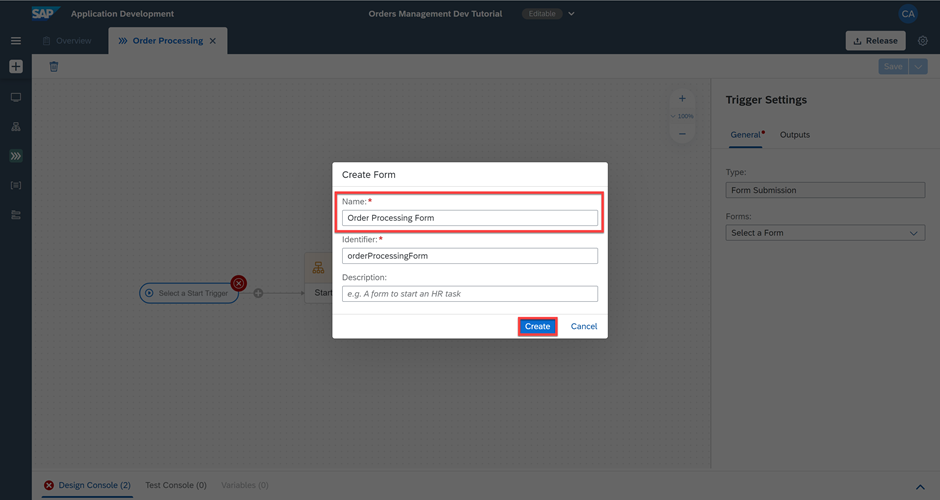 SAP Application Development Orders Management Dev Tutorial Editable CA
Overview Order Processing Release
Save
Trigger Settings
General Outputs
Type:
Form Submission
Forms:
Select a Form
+
100%
Create Form
Name:*
Order Processing Form
Identifier:*
orderProcessingForm
Description:
e.g. A form to start an HR task
Create Cancel
Select a Start Trigger
Start
Design Console (2) Test Console (0) Variables (0)